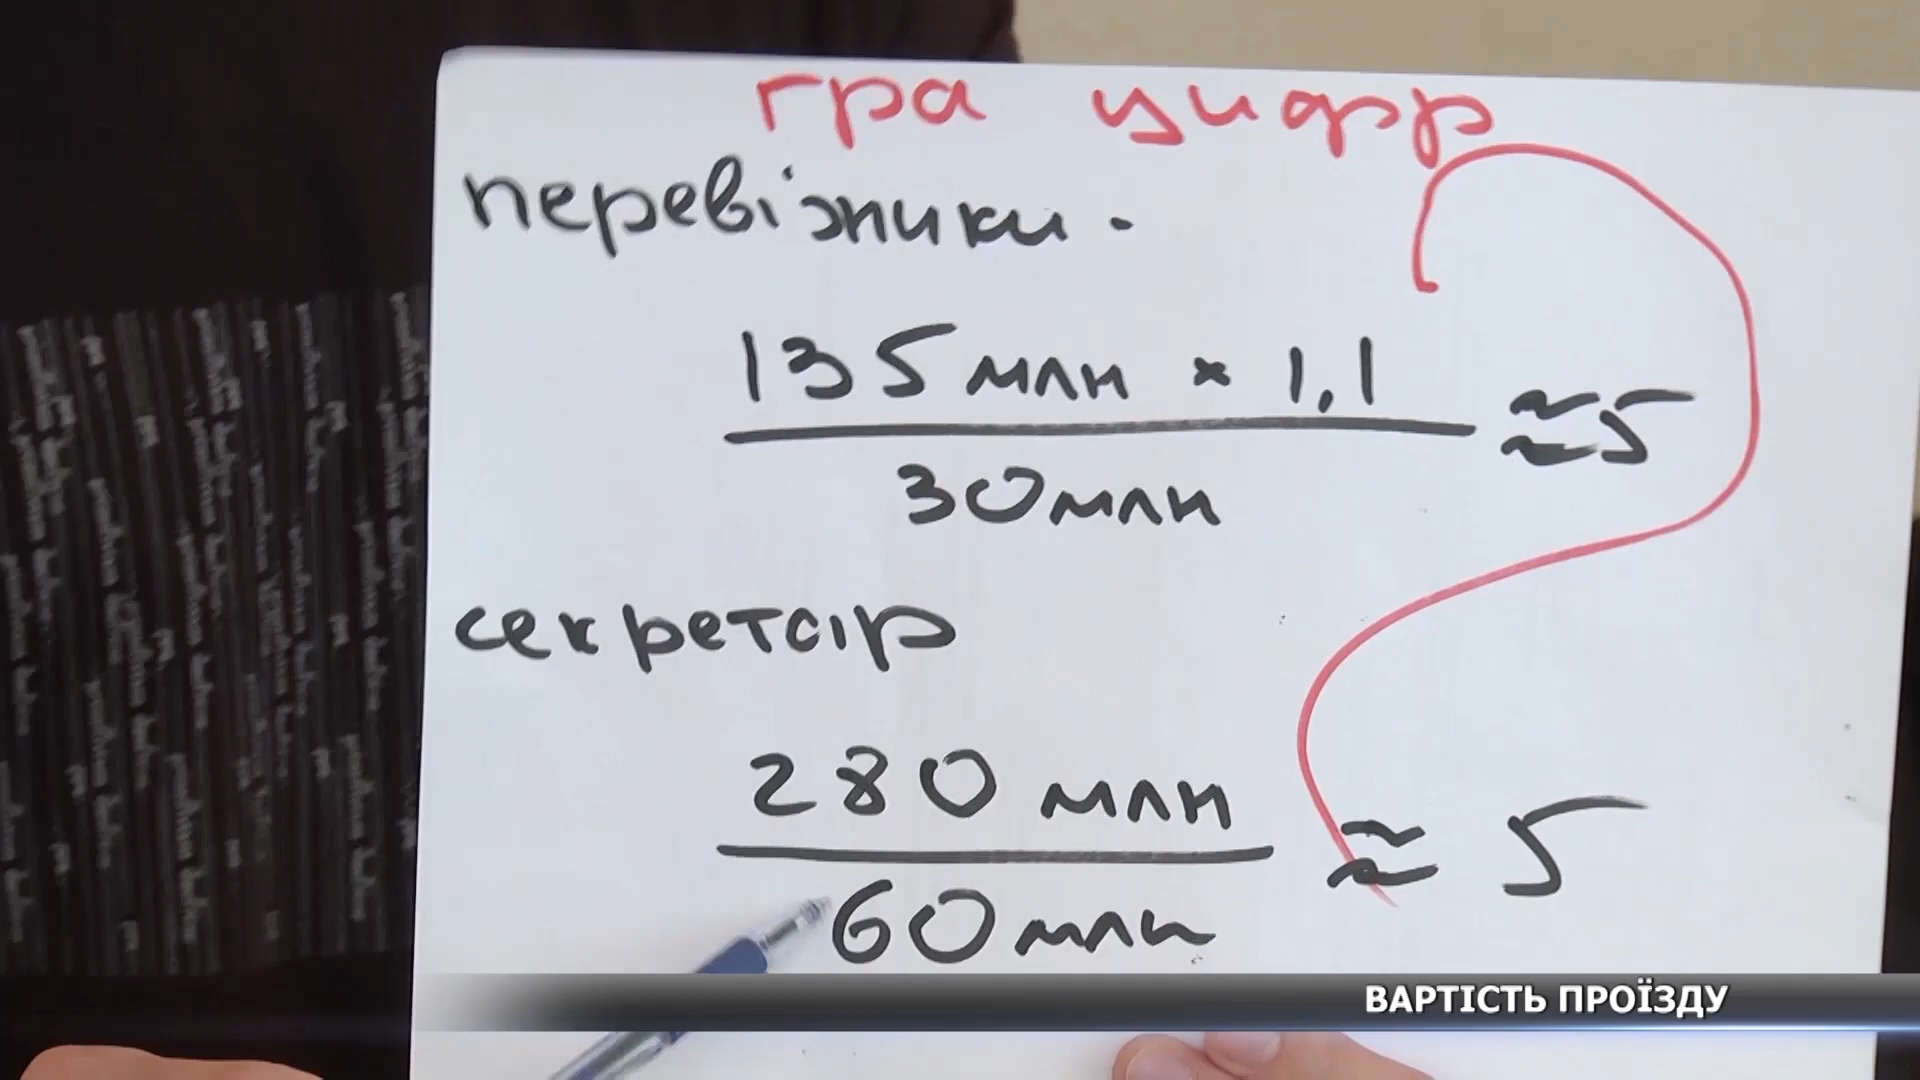 гра цифр
перевізники.
135 млн × 1,1
≈ 5
30 млн
секретар
280 млн
≈ 5
60 млн
ВАРТІСТЬ ПРОЇЗДУ